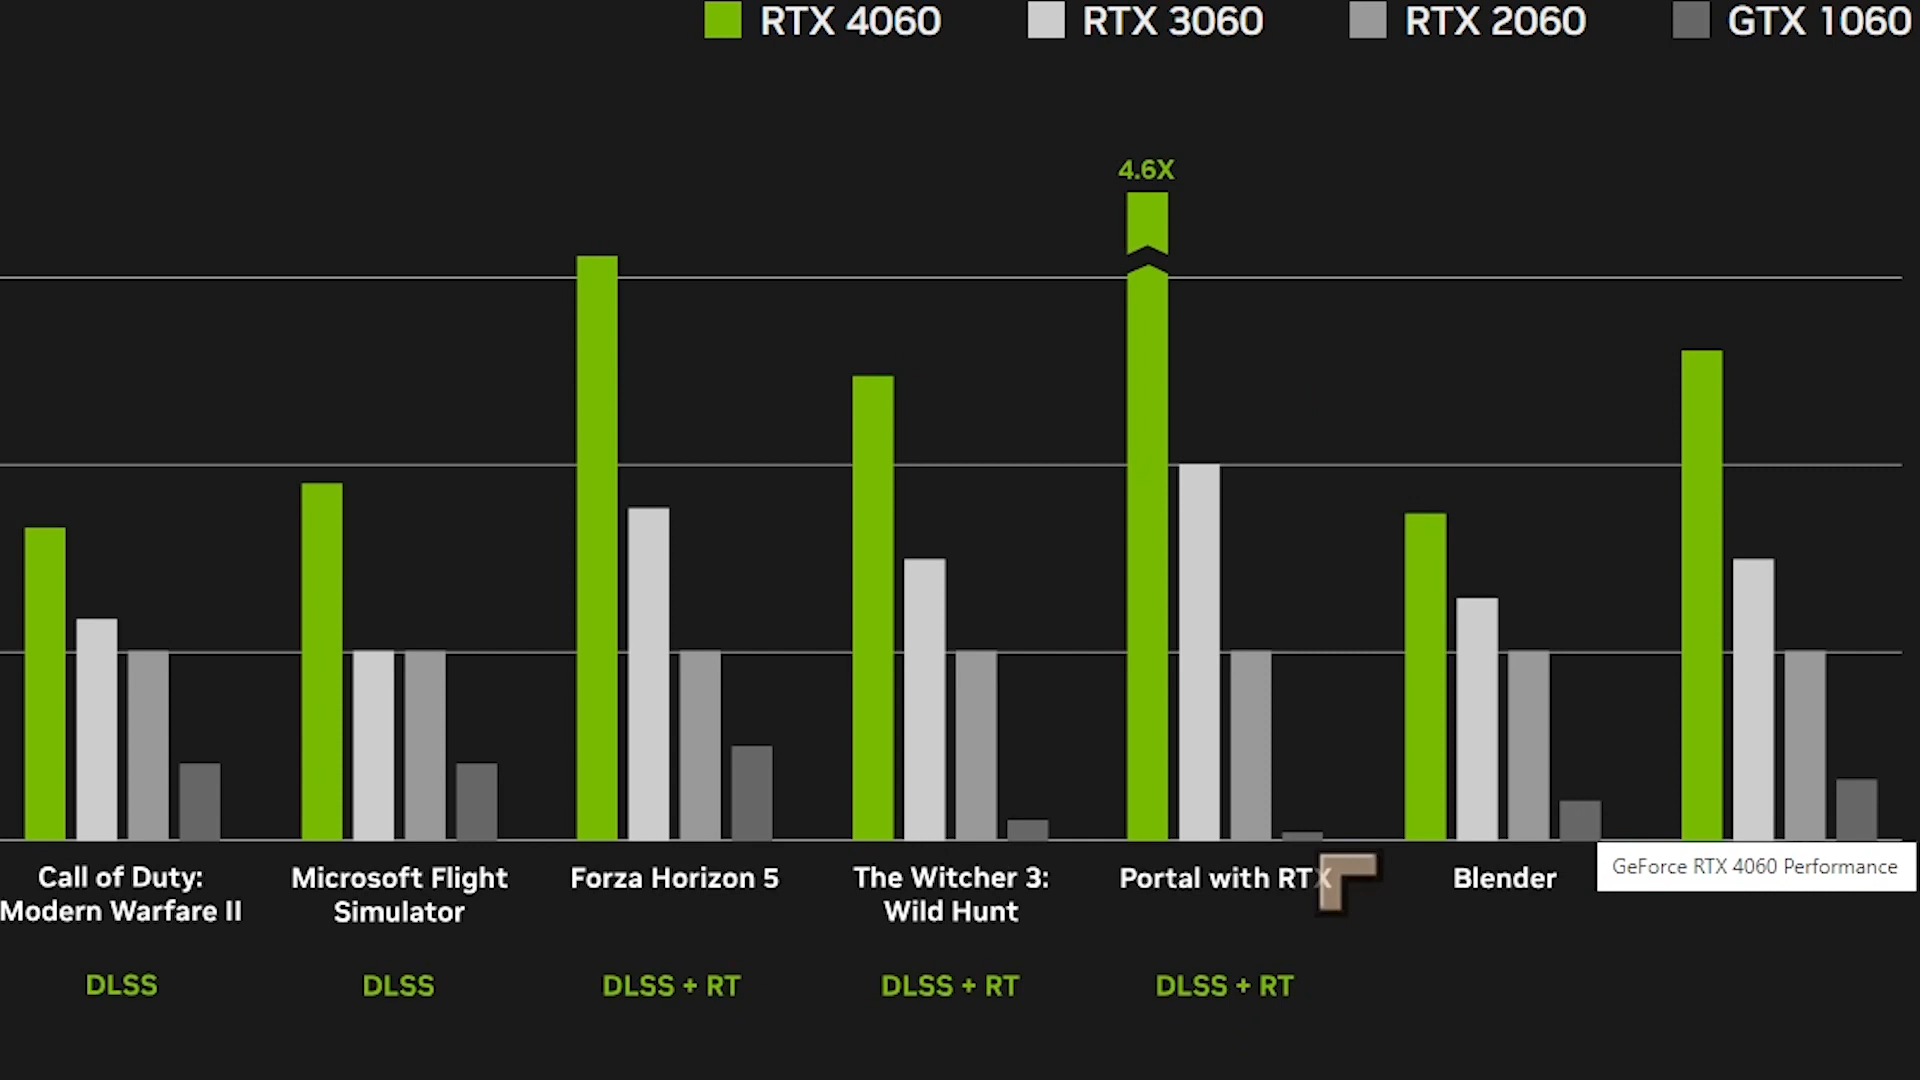 RTX 4060 RTX 3060 RTX 2060 GTX 1060
4.6X
Call of Duty:
Modern Warfare II
Microsoft Flight
Simulator
Forza Horizon 5
The Witcher 3:
Wild Hunt
Portal with RTX
Blender
GeForce RTX 4060 Performance
DLSS
DLSS
DLSS + RT
DLSS + RT
DLSS + RT